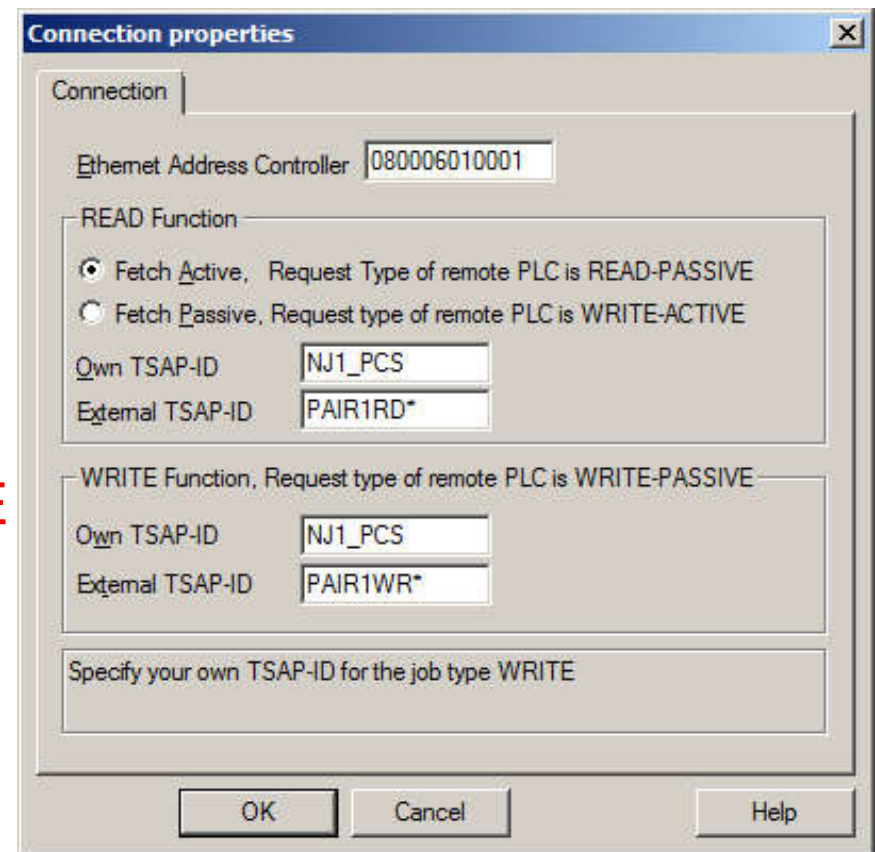 Connection properties
Connection
Ethernet Address Controller 080006010001
READ Function
Fetch Active, Request Type of remote PLC is READ-PASSIVE
Fetch Passive, Request type of remote PLC is WRITE-ACTIVE
Own TSAP-ID NJ1_PCS
External TSAP-ID PAIR1RD*
WRITE Function, Request type of remote PLC is WRITE-PASSIVE
Own TSAP-ID NJ1_PCS
External TSAP-ID PAIR1WR*
Specify your own TSAP-ID for the job type WRITE
OK Cancel Help